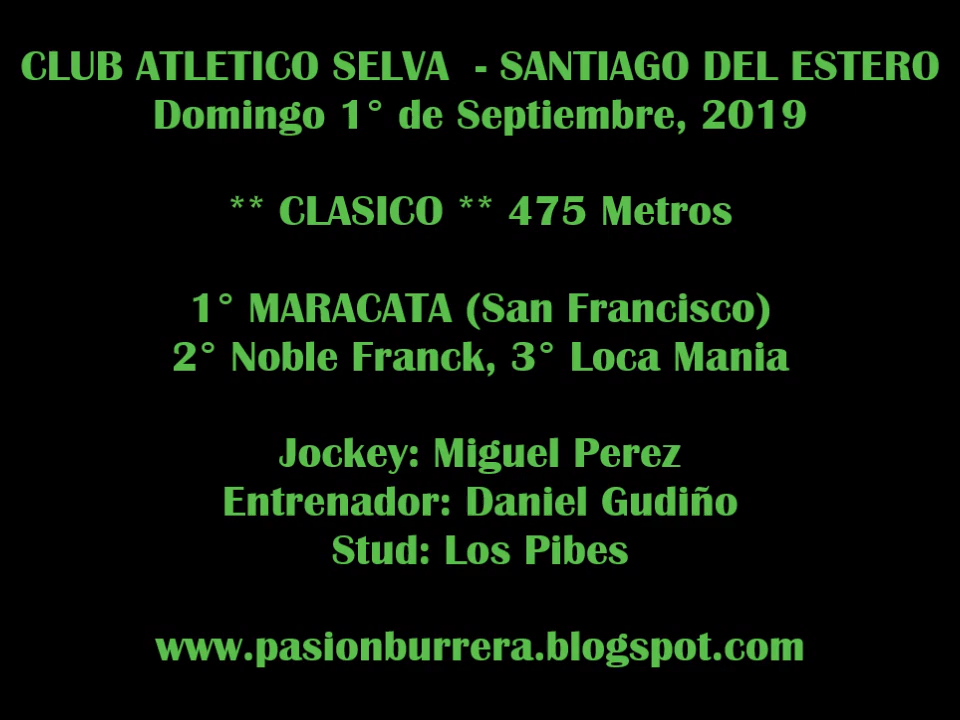 CLUB ATLETICO SELVA - SANTIAGO DEL ESTERO
Domingo 1° de Septiembre, 2019
** CLASICO ** 475 Metros
1° MARACATA (San Francisco)
2° Noble Franck, 3° Loca Mania
Jockey: Miguel Perez
Entrenador: Daniel Gudiño
Stud: Los Pibes
www.pasionburrera.blogspot.com